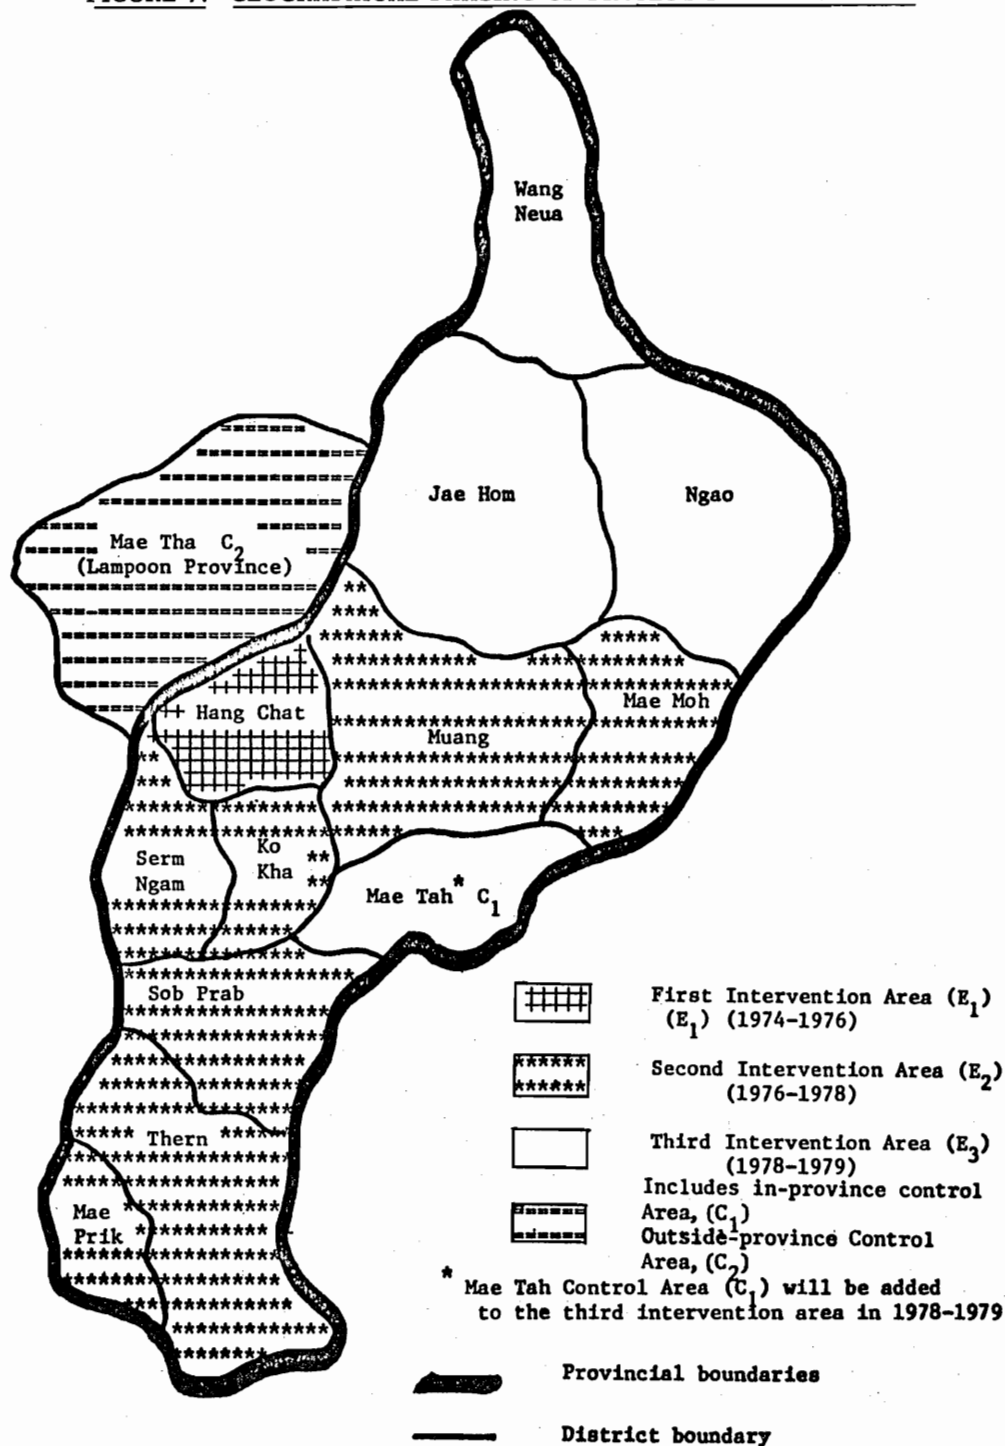 Wang
Neua
Jae Hom
Ngao
Mae Tha C₂
(Lampoon Province)
Hang Chat
Mae Moh
Muang
Serm
Ngam
Ko
Kha
Mae Tah* C₁
Sob Prab
Thern
Mae
Prik
First Intervention Area (E₁)
(E₁) (1974-1976)
Second Intervention Area (E₂)
(1976-1978)
Third Intervention Area (E₃)
(1978-1979)
Includes in-province control
Area, (C₁)
Outside-province Control
Area, (C₂)
* Mae Tah Control Area (C₁) will be added
to the third intervention area in 1978-1979
Provincial boundaries
District boundary